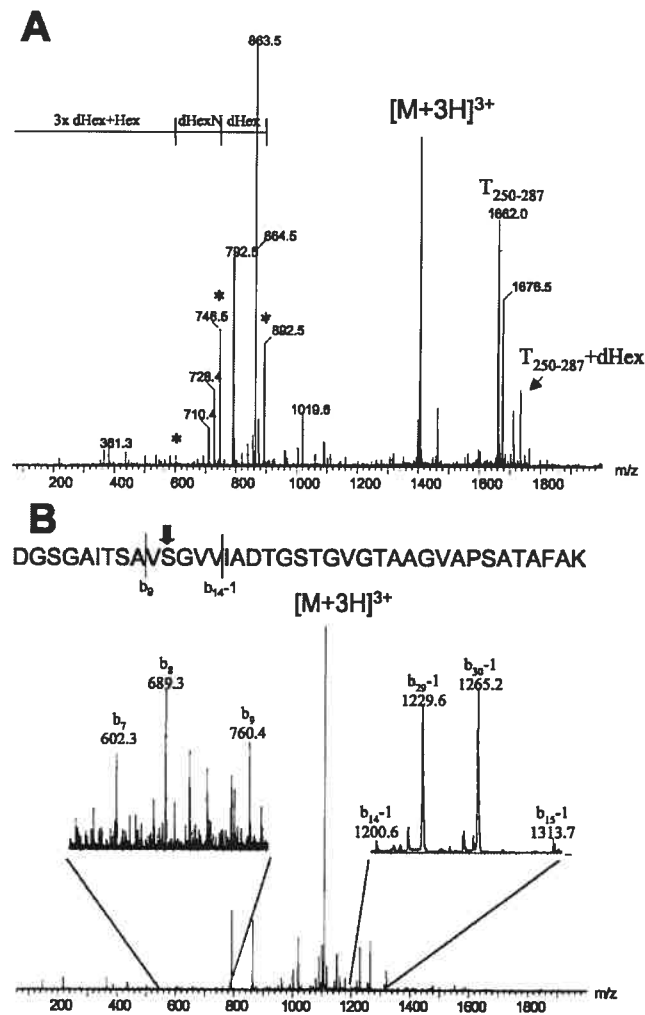 A
863.5
3x dHex+Hex dHexN dHex
[M+3H]3+
T250-287
1662.0
792.5
864.5
1676.5
*
746.5
*
892.5
T250-287+dHex
728.4
710.4
*
361.3
1019.6
200 400 600 800 1000 1200 1400 1600 1800 m/z
B
DGSGAITSAVSGVVIADTGSTGVGTAAGVAPSATAFAK
b9 b14-1
[M+3H]3+
b8
689.3
b7
602.3
b9
760.4
b29-1
1229.6
b30-1
1265.2
b14-1
1200.6
b15-1
1313.7
200 400 600 800 1000 1200 1400 1600 1800 m/z